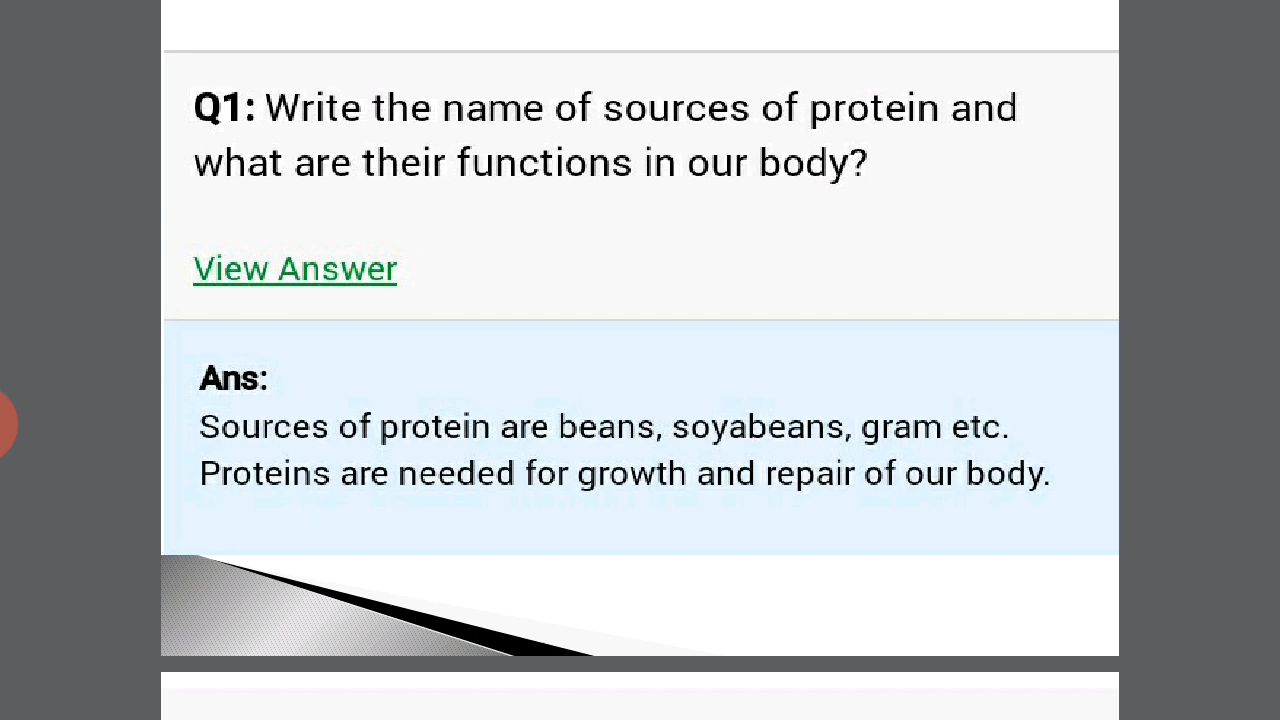 Q1: Write the name of sources of protein and
what are their functions in our body?
View Answer
Ans:
Sources of protein are beans, soyabeans, gram etc.
Proteins are needed for growth and repair of our body.